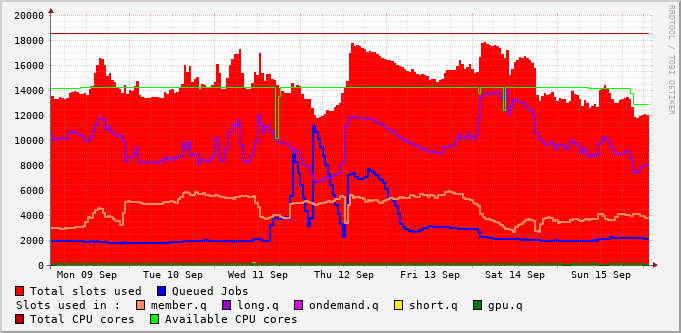 RRDTOOL / TOBI OETIKER
20000
18000
16000
14000
12000
10000
8000
6000
4000
2000
0
Mon 09 Sep Tue 10 Sep Wed 11 Sep Thu 12 Sep Fri 13 Sep Sat 14 Sep Sun 15 Sep
Total slots used Queued Jobs
Slots used in : member.q long.q ondemand.q short.q gpu.q
Total CPU cores Available CPU cores